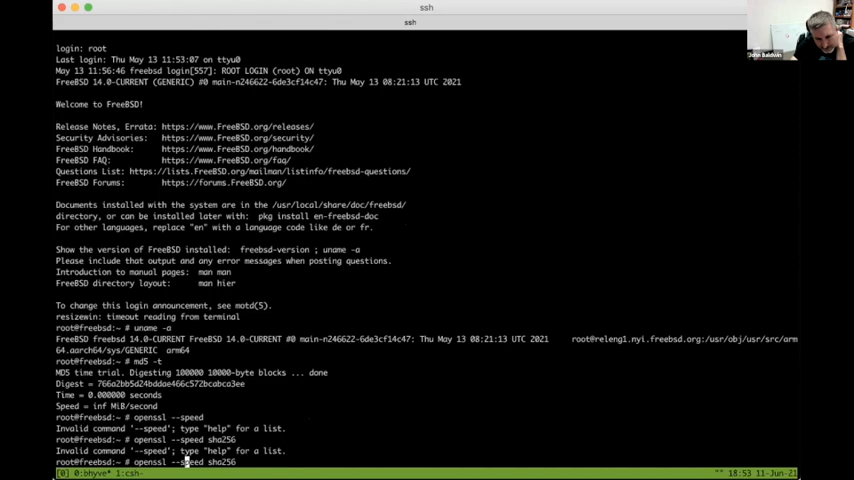 ssh
ssh
John Baldwin
login: root
Last login: Thu May 13 11:53:07 on ttyu0
May 13 11:56:46 freebsd login[557]: ROOT LOGIN (root) ON ttyu0
FreeBSD 14.0-CURRENT (GENERIC) #0 main-n246622-6de3cf14c47: Thu May 13 08:21:13 UTC 2021
Welcome to FreeBSD!
Release Notes, Errata: https://www.FreeBSD.org/releases/
Security Advisories:   https://www.FreeBSD.org/security/
FreeBSD Handbook:      https://www.FreeBSD.org/handbook/
FreeBSD FAQ:           https://www.FreeBSD.org/faq/
Questions List: https://lists.FreeBSD.org/mailman/listinfo/freebsd-questions/
FreeBSD Forums:        https://forums.FreeBSD.org/
Documents installed with the system are in the /usr/local/share/doc/freebsd/
directory, or can be installed later with:  pkg install en-freebsd-doc
For other languages, replace "en" with a language code like de or fr.
Show the version of FreeBSD installed:  freebsd-version ; uname -a
Please include that output and any error messages when posting questions.
Introduction to manual pages:  man man
FreeBSD directory layout:      man hier
To change this login announcement, see motd(5).
resizewin: timeout reading from terminal
root@freebsd:~ # uname -a
FreeBSD freebsd 14.0-CURRENT FreeBSD 14.0-CURRENT #0 main-n246622-6de3cf14c47: Thu May 13 08:21:13 UTC 2021     root@releng1.nyi.freebsd.org:/usr/obj/usr/src/arm
64.aarch64/sys/GENERIC  arm64
root@freebsd:~ # md5 -t
MD5 time trial. Digesting 100000 10000-byte blocks ... done
Digest = 766a2bb5d24bddae466c572bcabca3ee
Time = 0.000000 seconds
Speed = inf MiB/second
root@freebsd:~ # openssl --speed
Invalid command '--speed'; type "help" for a list.
root@freebsd:~ # openssl --speed sha256
Invalid command '--speed'; type "help" for a list.
root@freebsd:~ # openssl --speed sha256
[0] 0:bhyve* 1:csh- "" 18:53 11-Jun-21